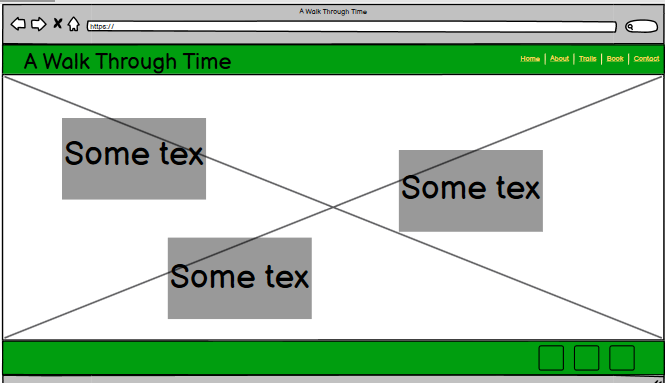 A Walk Through Time
https://
A Walk Through Time
Home | About | Trails | Book | Contact
Some tex
Some tex
Some tex